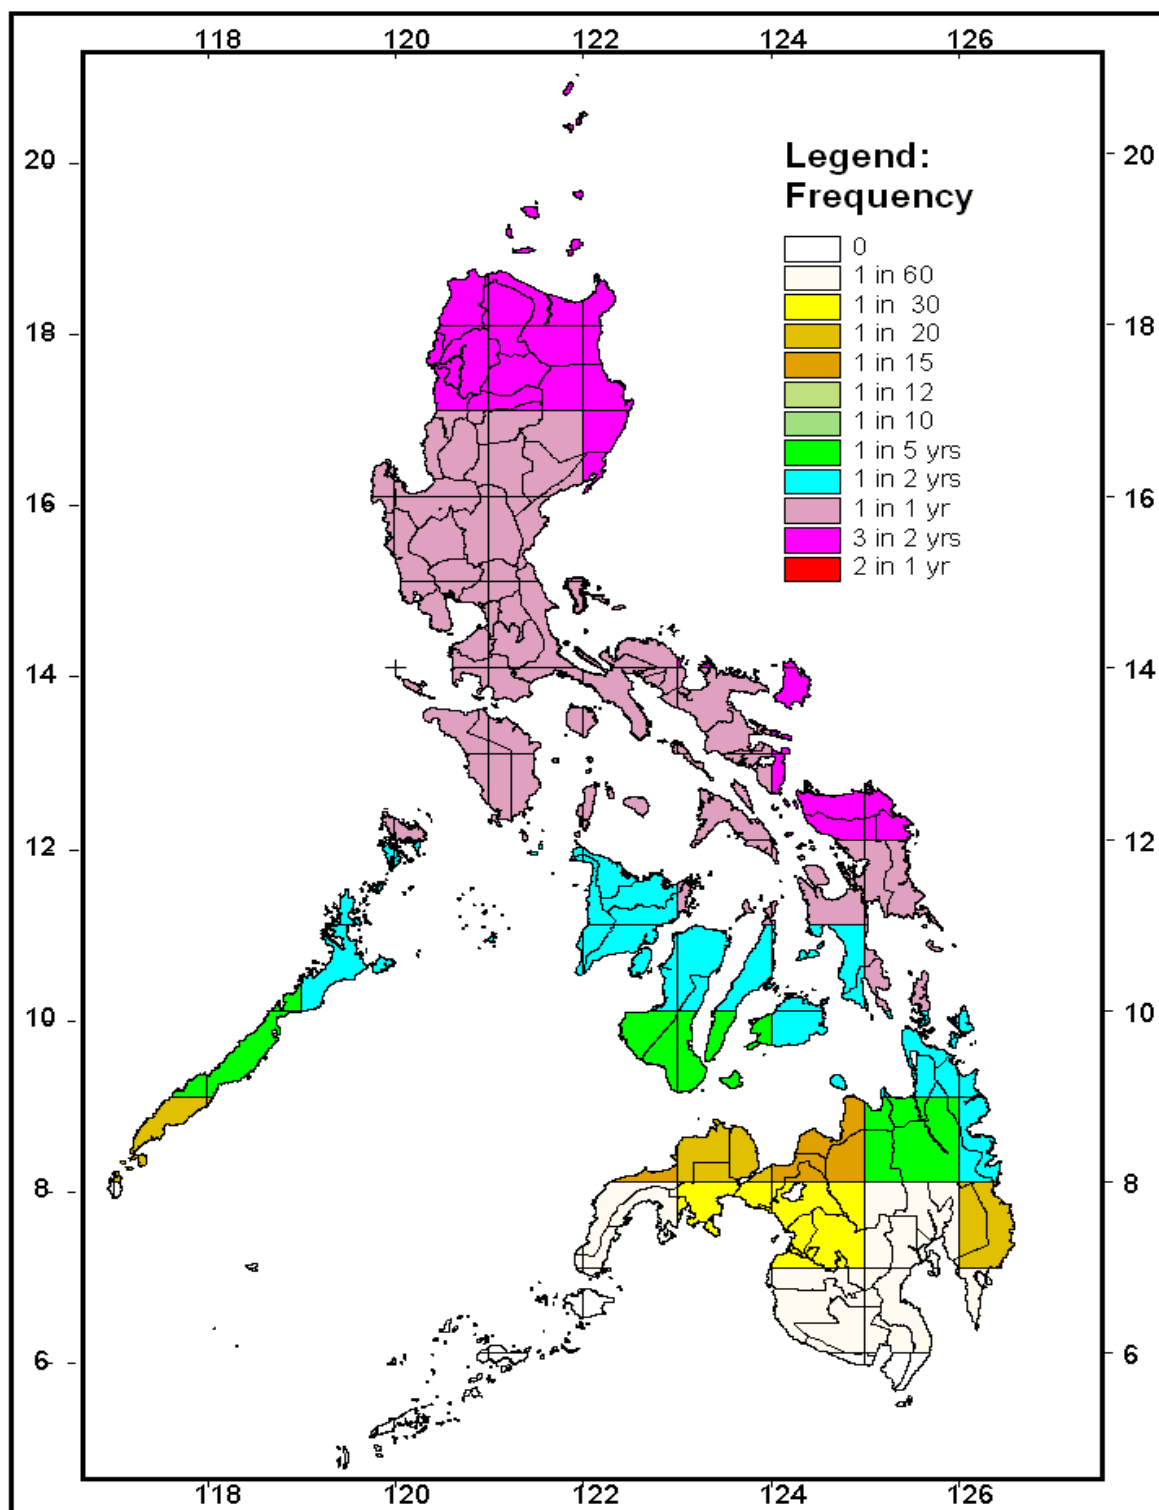 118 120 122 124 126
Legend:
Frequency
0
1 in 60
1 in 30
1 in 20
1 in 15
1 in 12
1 in 10
1 in 5 yrs
1 in 2 yrs
1 in 1 yr
3 in 2 yrs
2 in 1 yr
20 20
18 18
16 16
14 14
12 12
10 10
8 8
6 6
118 120 122 124 126